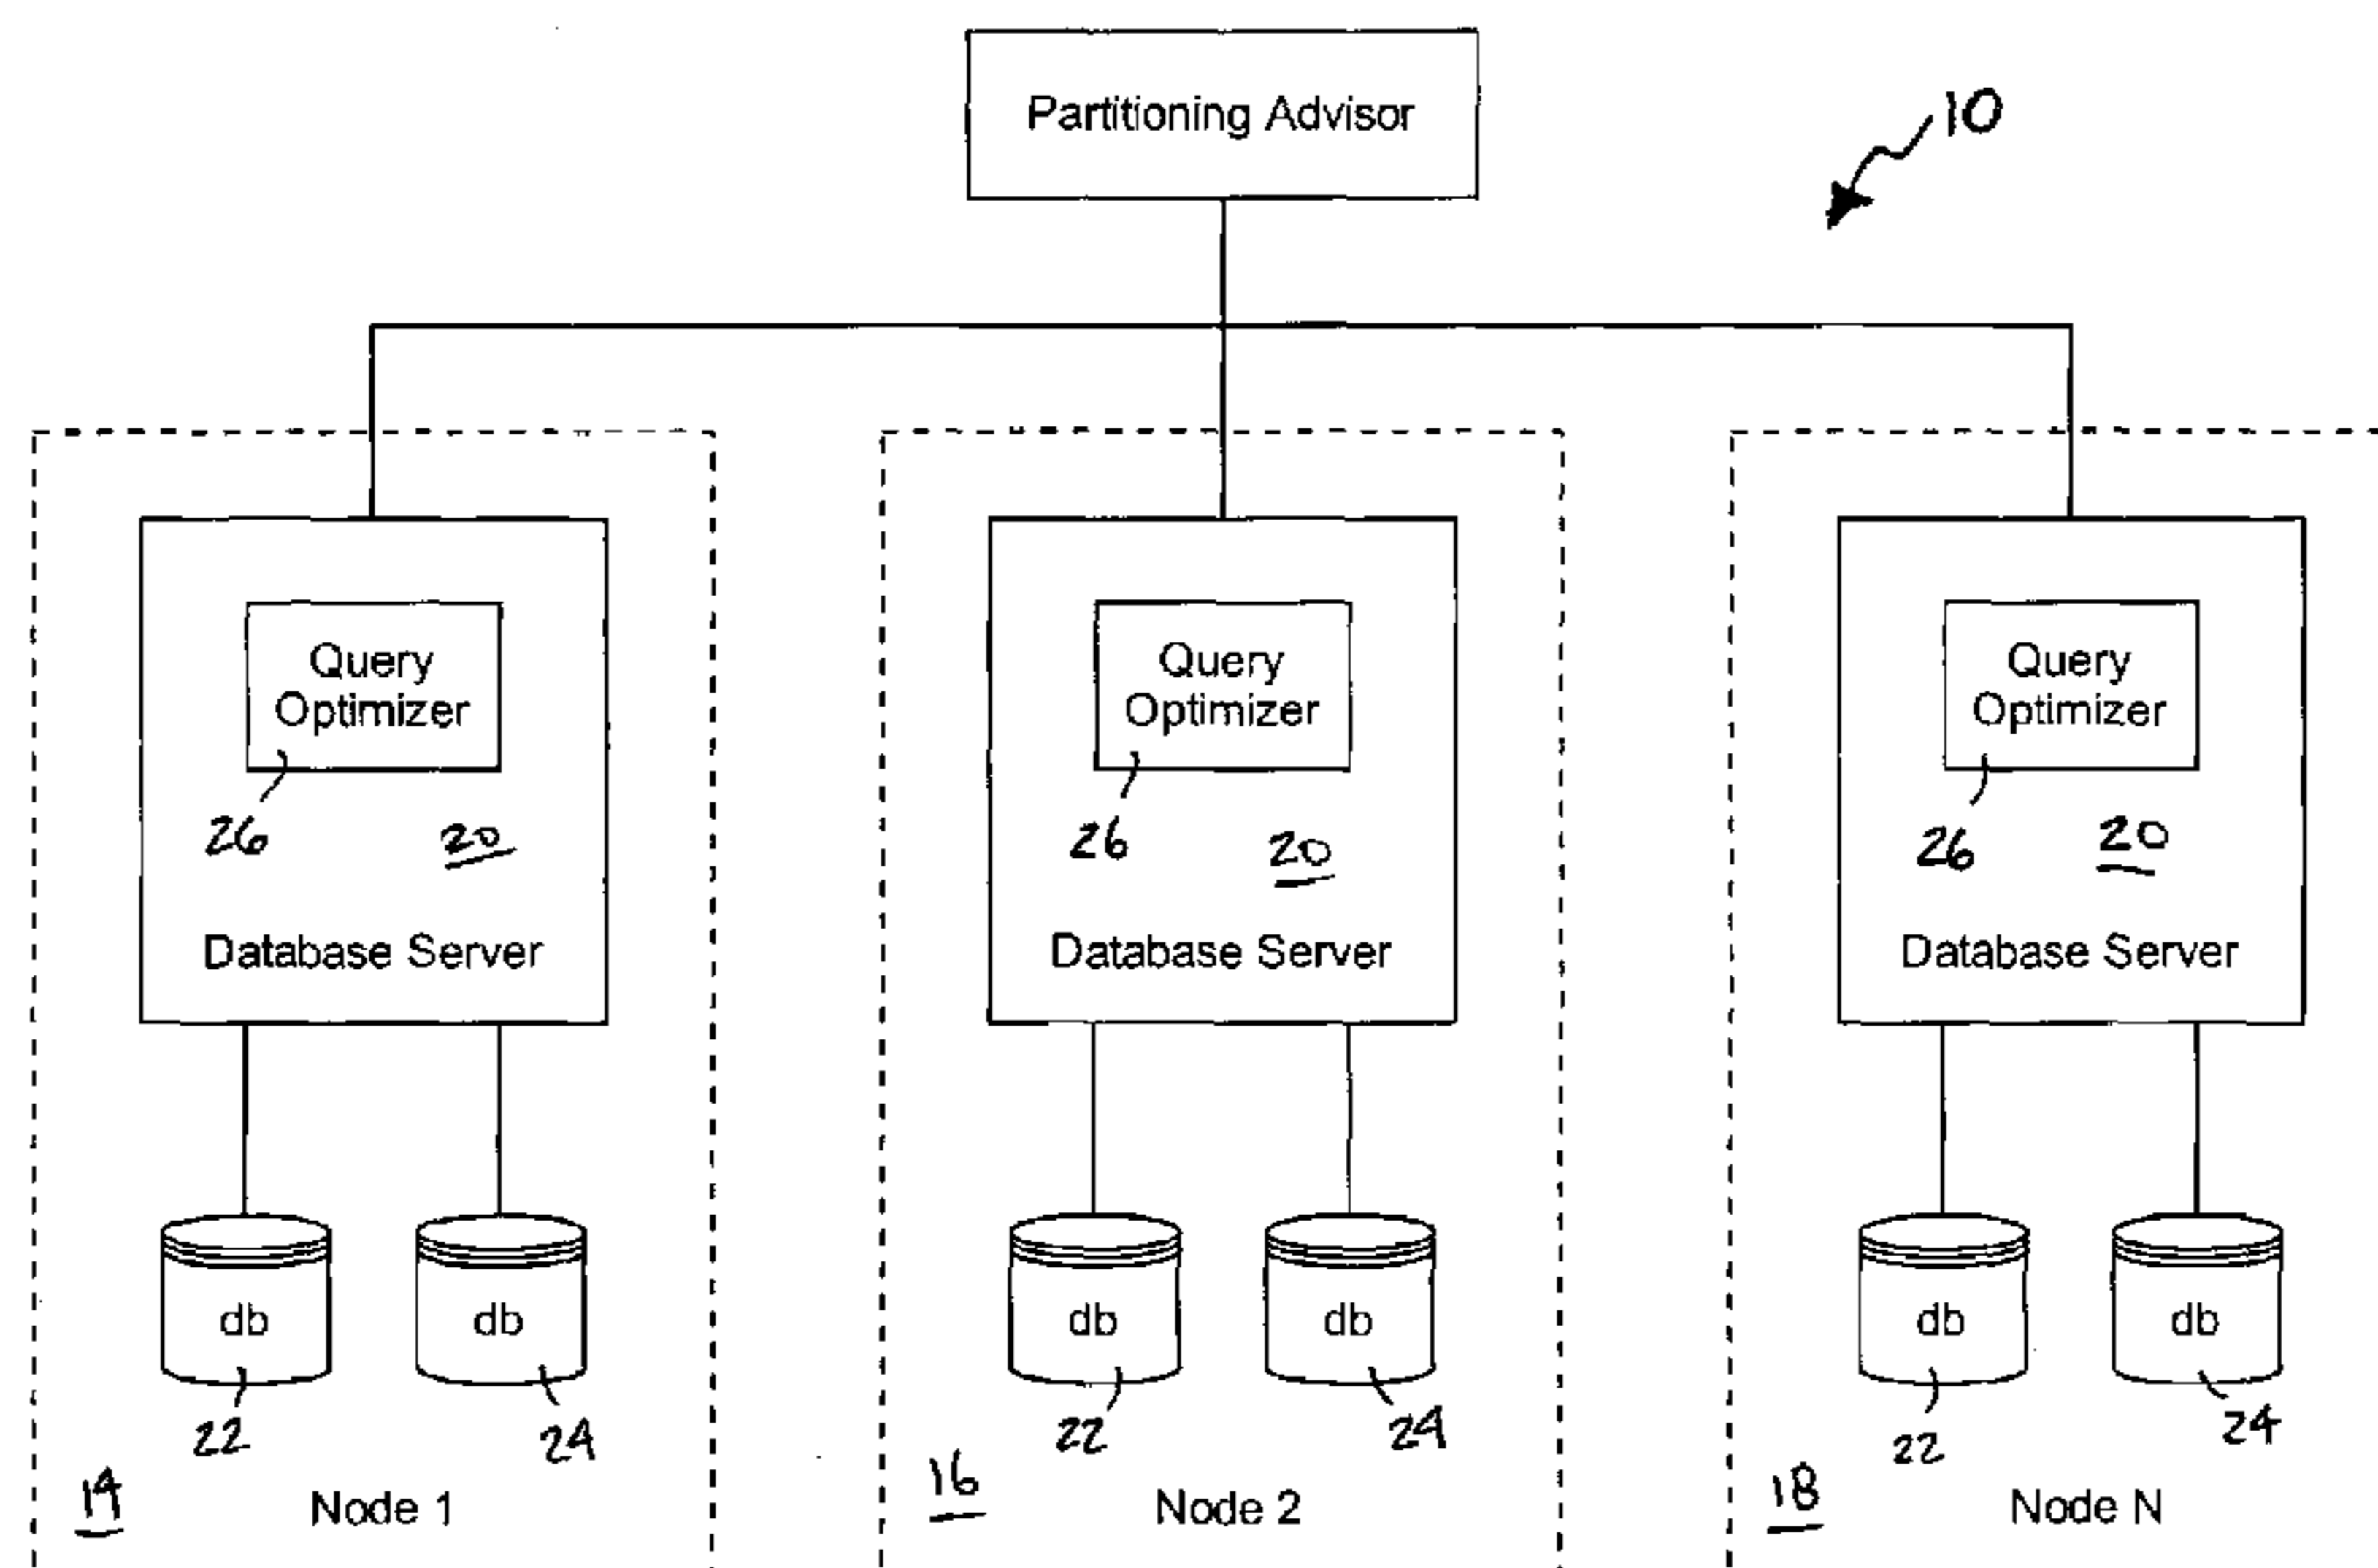 Partitioning Advisor
10
Query
Optimizer
26
20
Database Server
db
db
22
24
14
Node 1
Query
Optimizer
26
20
Database Server
db
db
22
24
16
Node 2
Query
Optimizer
26
20
Database Server
db
db
22
24
18
Node N